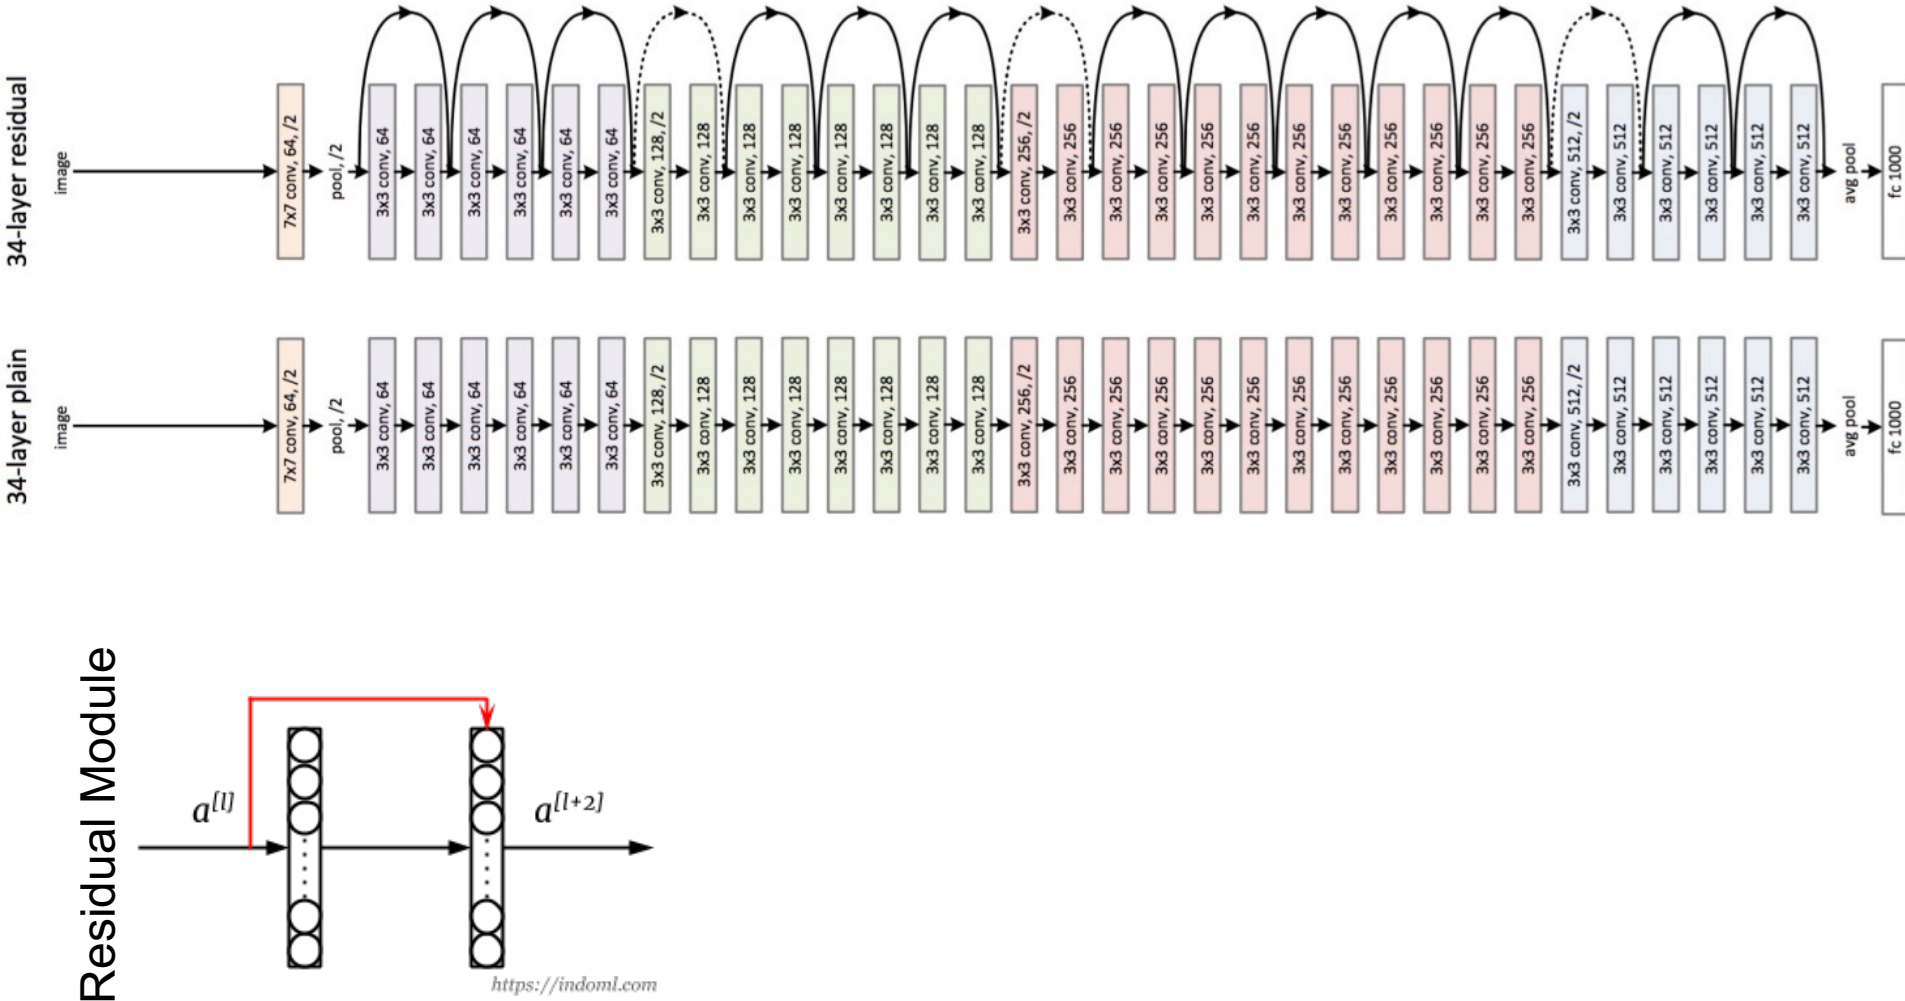 34-layer residual
image
7x7 conv, 64, /2
pool, /2
3x3 conv, 64
3x3 conv, 64
3x3 conv, 64
3x3 conv, 64
3x3 conv, 64
3x3 conv, 64
3x3 conv, 128, /2
3x3 conv, 128
3x3 conv, 128
3x3 conv, 128
3x3 conv, 128
3x3 conv, 128
3x3 conv, 128
3x3 conv, 128
3x3 conv, 256, /2
3x3 conv, 256
3x3 conv, 256
3x3 conv, 256
3x3 conv, 256
3x3 conv, 256
3x3 conv, 256
3x3 conv, 256
3x3 conv, 256
3x3 conv, 256
3x3 conv, 256
3x3 conv, 256
3x3 conv, 512, /2
3x3 conv, 512
3x3 conv, 512
3x3 conv, 512
3x3 conv, 512
3x3 conv, 512
avg pool
fc 1000
34-layer plain
image
7x7 conv, 64, /2
pool, /2
3x3 conv, 64
3x3 conv, 64
3x3 conv, 64
3x3 conv, 64
3x3 conv, 64
3x3 conv, 64
3x3 conv, 128, /2
3x3 conv, 128
3x3 conv, 128
3x3 conv, 128
3x3 conv, 128
3x3 conv, 128
3x3 conv, 128
3x3 conv, 128
3x3 conv, 256, /2
3x3 conv, 256
3x3 conv, 256
3x3 conv, 256
3x3 conv, 256
3x3 conv, 256
3x3 conv, 256
3x3 conv, 256
3x3 conv, 256
3x3 conv, 256
3x3 conv, 256
3x3 conv, 256
3x3 conv, 512, /2
3x3 conv, 512
3x3 conv, 512
3x3 conv, 512
3x3 conv, 512
3x3 conv, 512
avg pool
fc 1000
Residual Module
a[l]
a[l+2]
https://indoml.com